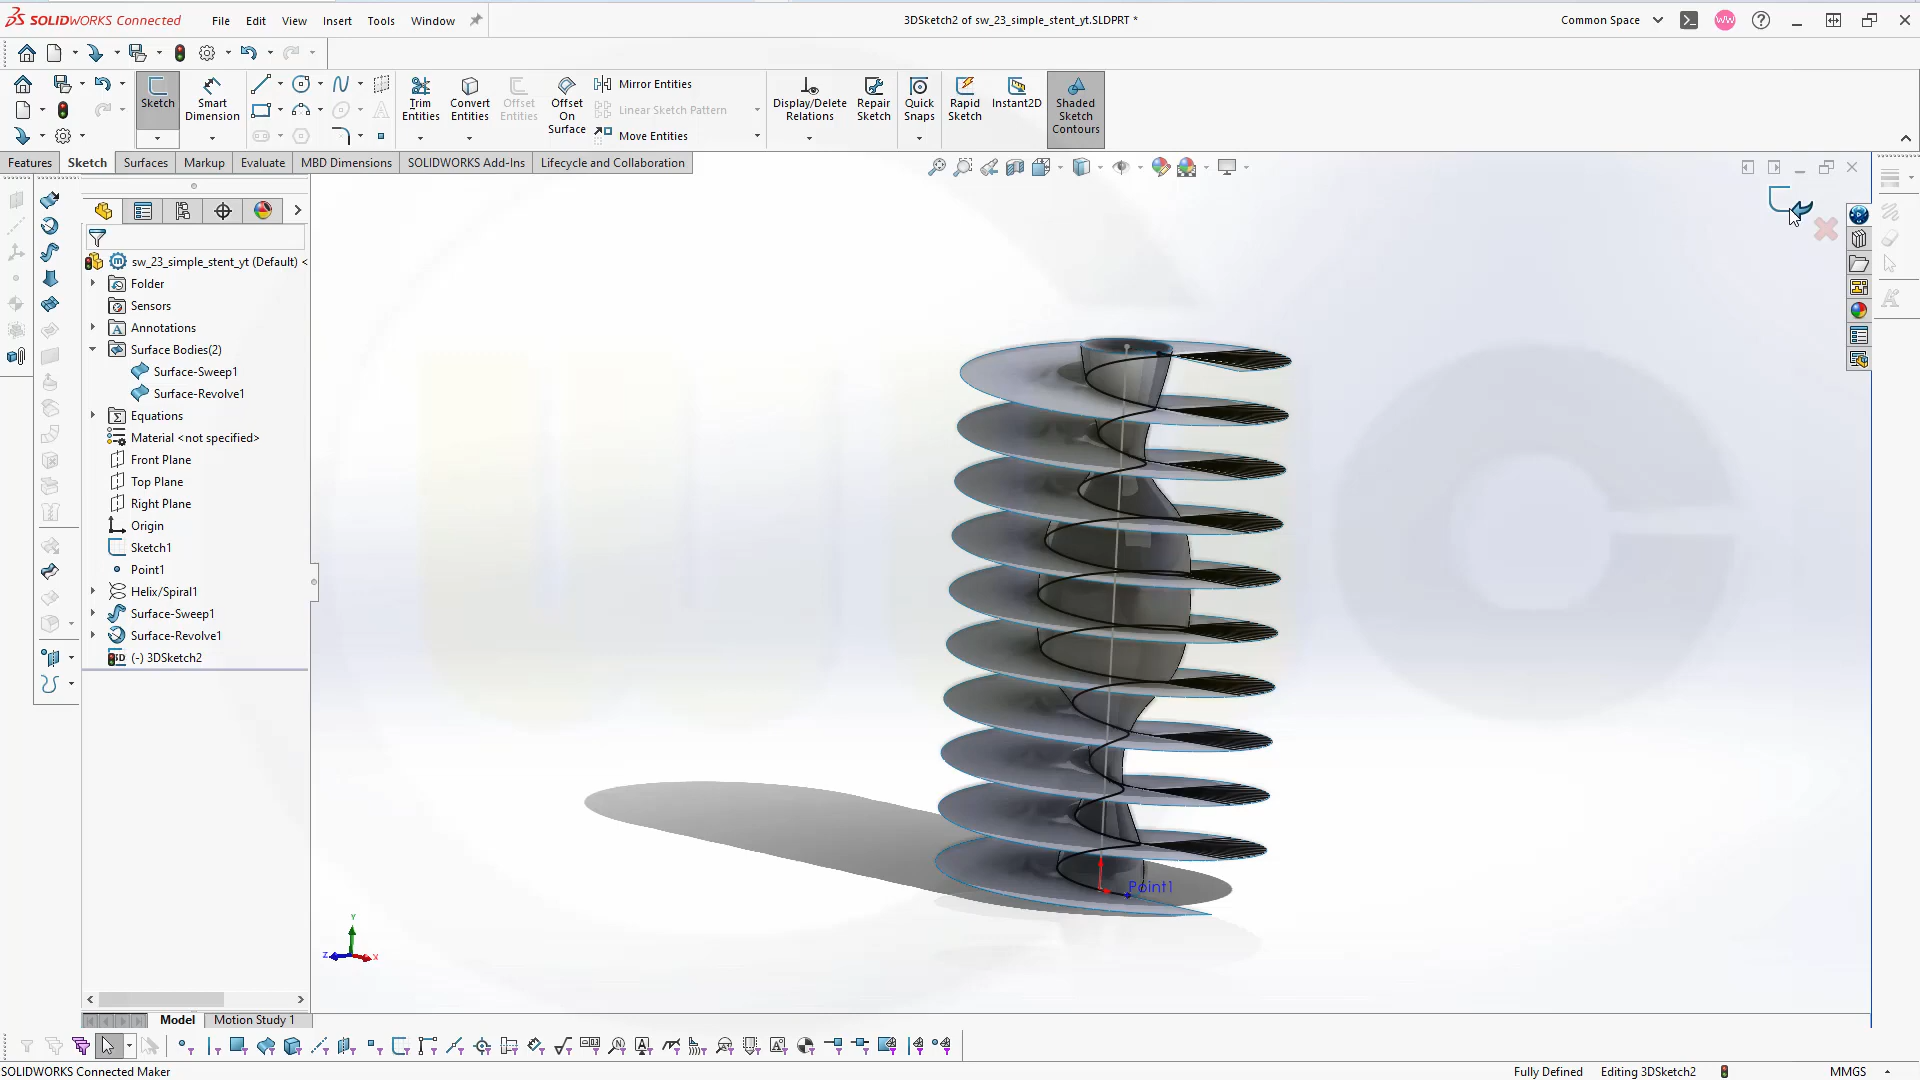 SOLIDWORKS Connected
File Edit View Insert Tools Window
3DSketch2 of sw_23_simple_stent_yt.SLDPRT *
Common Space
WW
Sketch
Smart Dimension
Trim Entities
Convert Entities
Offset Entities
Offset On Surface
Mirror Entities
Linear Sketch Pattern
Move Entities
Display/Delete Relations
Repair Sketch
Quick Snaps
Rapid Sketch
Instant2D
Shaded Sketch Contours
Features Sketch Surfaces Markup Evaluate MBD Dimensions SOLIDWORKS Add-Ins Lifecycle and Collaboration
sw_23_simple_stent_yt (Default) <
Folder
Sensors
Annotations
Surface Bodies(2)
Surface-Sweep1
Surface-Revolve1
Equations
Material <not specified>
Front Plane
Top Plane
Right Plane
Origin
Sketch1
Point1
Helix/Spiral1
Surface-Sweep1
Surface-Revolve1
(-) 3DSketch2
Point1
Y
Z
X
Model Motion Study 1
SOLIDWORKS Connected Maker
Fully Defined Editing 3DSketch2 MMGS